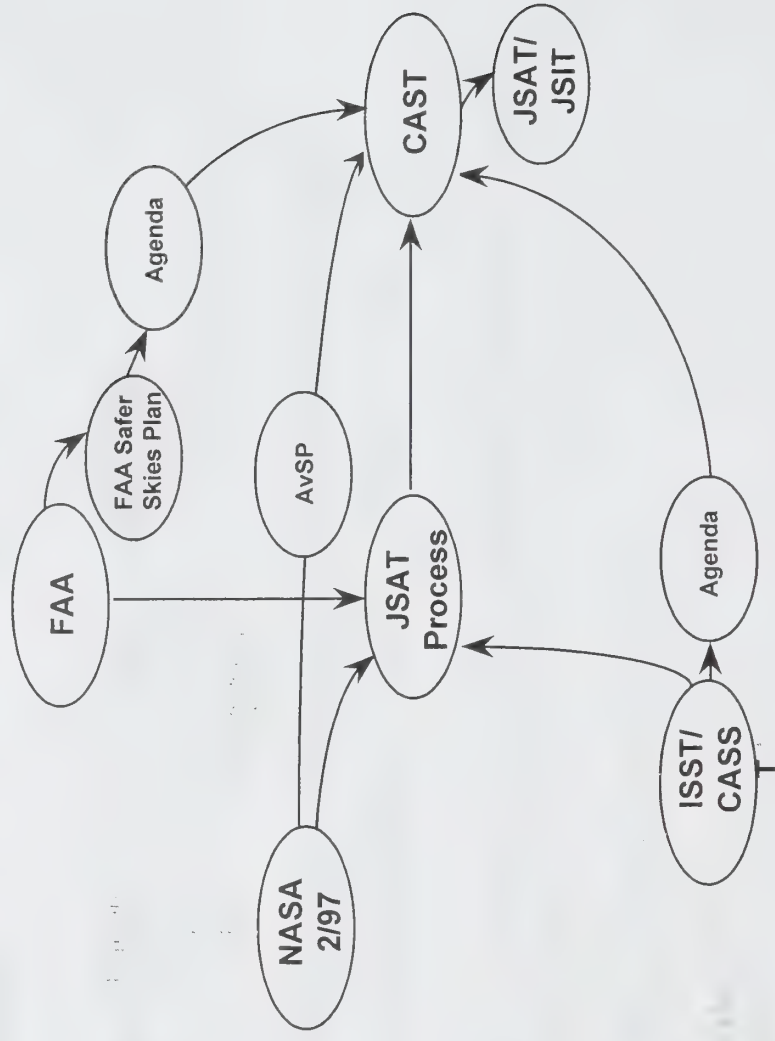 FAA
FAA Safer
Skies Plan
Agenda
NASA
2/97
AvSP
JSAT
Process
CAST
JSAT/
JSIT
ISST/
CASS
T
Agenda